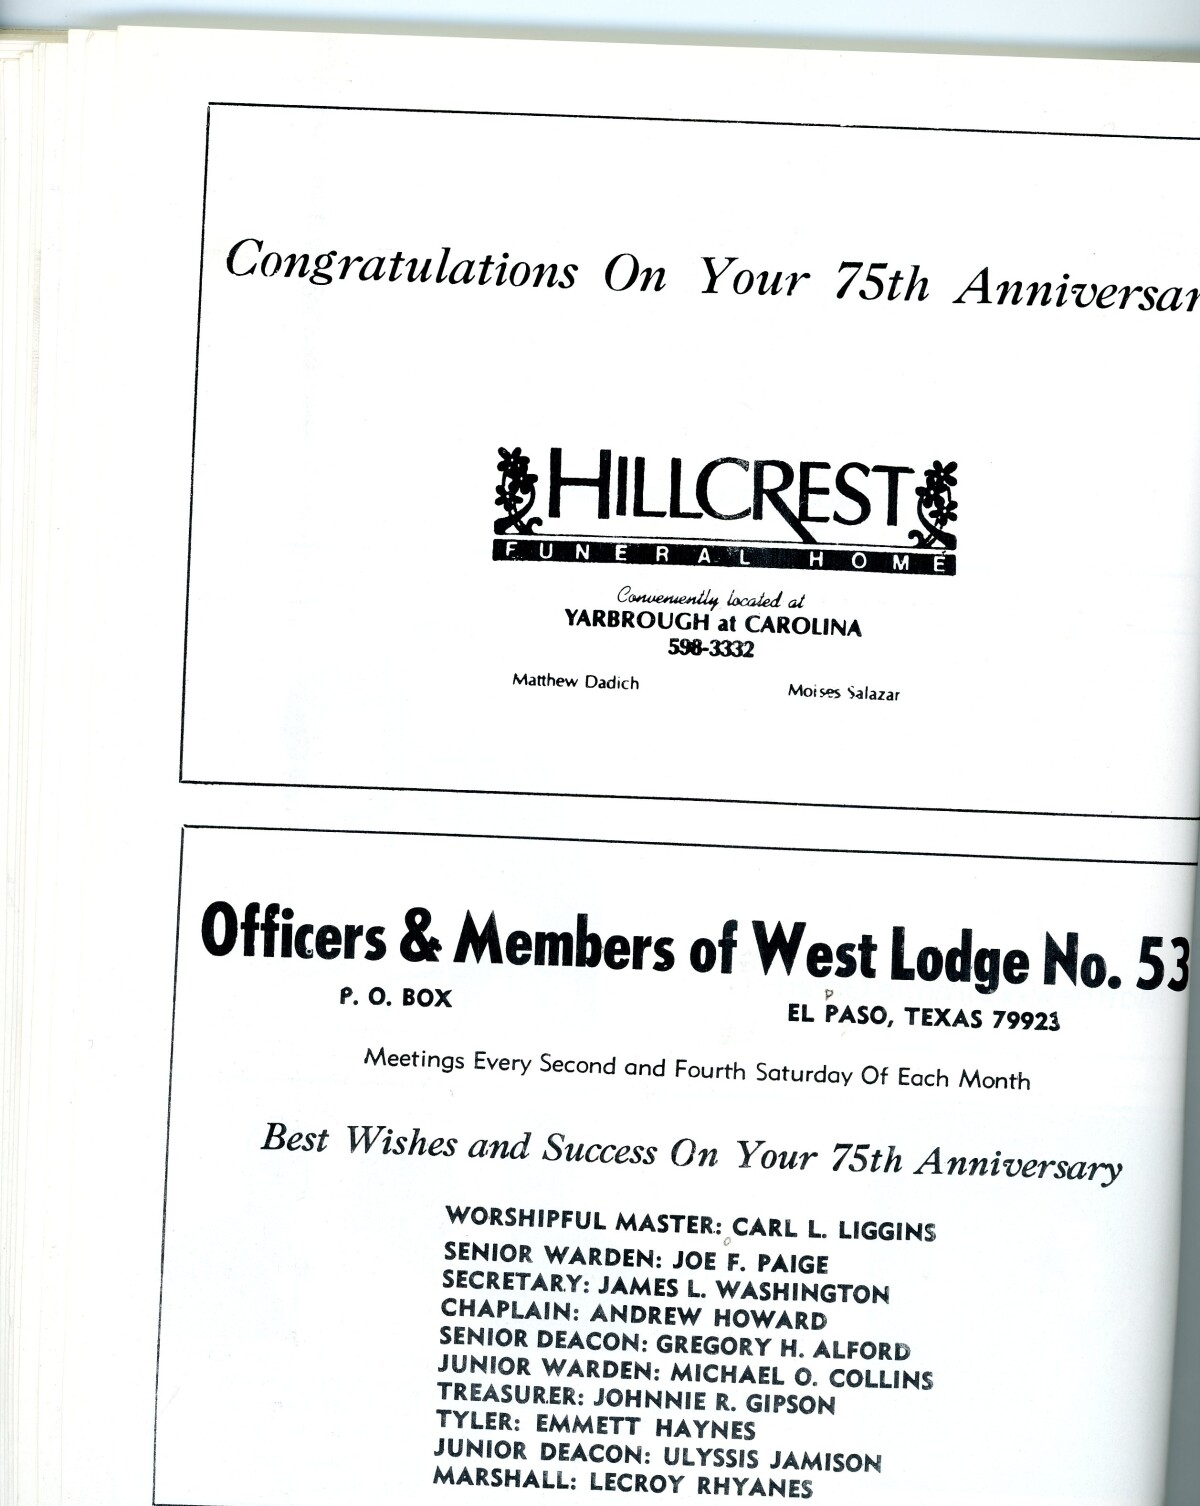 Congratulations On Your 75th Anniversar
HILLCREST
FUNERAL HOME
Conveniently located at
YARBROUGH at CAROLINA
598-3332
Matthew Dadich Moises Salazar
Officers & Members of West Lodge No. 53
P. O. BOX EL PASO, TEXAS 79923
Meetings Every Second and Fourth Saturday Of Each Month
Best Wishes and Success On Your 75th Anniversary
WORSHIPFUL MASTER: CARL L. LIGGINS
SENIOR WARDEN: JOE F. PAIGE
SECRETARY: JAMES L. WASHINGTON
CHAPLAIN: ANDREW HOWARD
SENIOR DEACON: GREGORY H. ALFORD
JUNIOR WARDEN: MICHAEL O. COLLINS
TREASURER: JOHNNIE R. GIPSON
TYLER: EMMETT HAYNES
JUNIOR DEACON: ULYSSIS JAMISON
MARSHALL: LECROY RHYANES